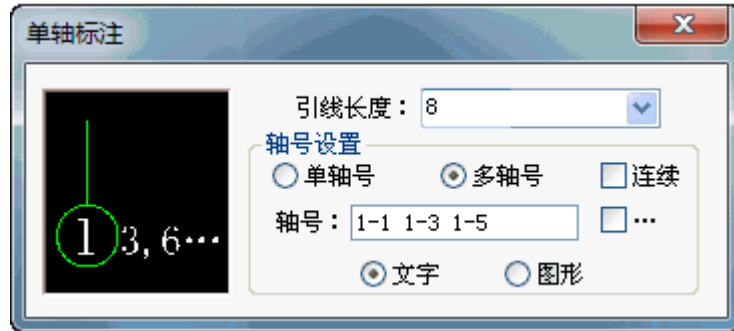 单轴标注
引线长度： 8
轴号设置
单轴号 多轴号 连续
轴号： 1-1 1-3 1-5 …
文字 图形
1 3, 6…